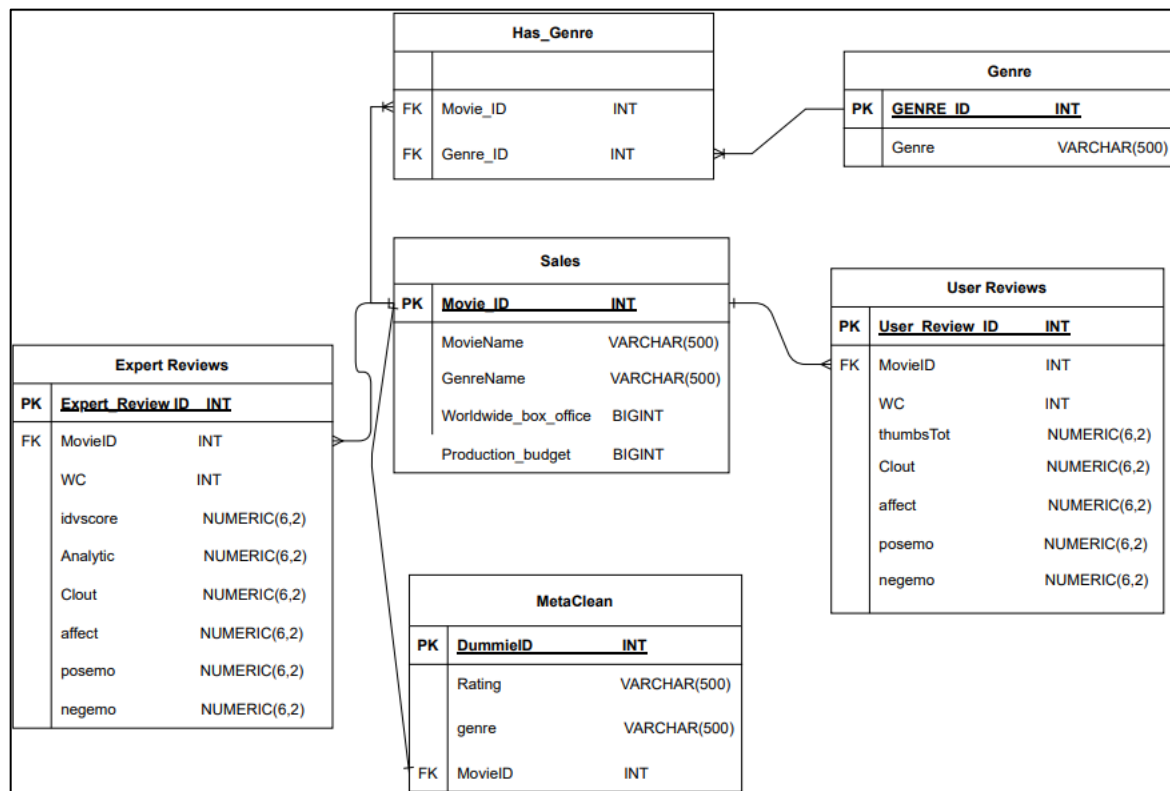 Has_Genre
FK Movie_ID INT
FK Genre_ID INT
Genre
PK GENRE_ID INT
Genre VARCHAR(500)
Sales
PK Movie_ID INT
MovieName VARCHAR(500)
GenreName VARCHAR(500)
Worldwide_box_office BIGINT
Production_budget BIGINT
User Reviews
PK User_Review_ID INT
FK MovieID INT
WC INT
thumbsTot NUMERIC(6,2)
Clout NUMERIC(6,2)
affect NUMERIC(6,2)
posemo NUMERIC(6,2)
negemo NUMERIC(6,2)
Expert Reviews
PK Expert_Review ID INT
FK MovieID INT
WC INT
idvscore NUMERIC(6,2)
Analytic NUMERIC(6,2)
Clout NUMERIC(6,2)
affect NUMERIC(6,2)
posemo NUMERIC(6,2)
negemo NUMERIC(6,2)
MetaClean
PK DummieID INT
Rating VARCHAR(500)
genre VARCHAR(500)
FK MovieID INT